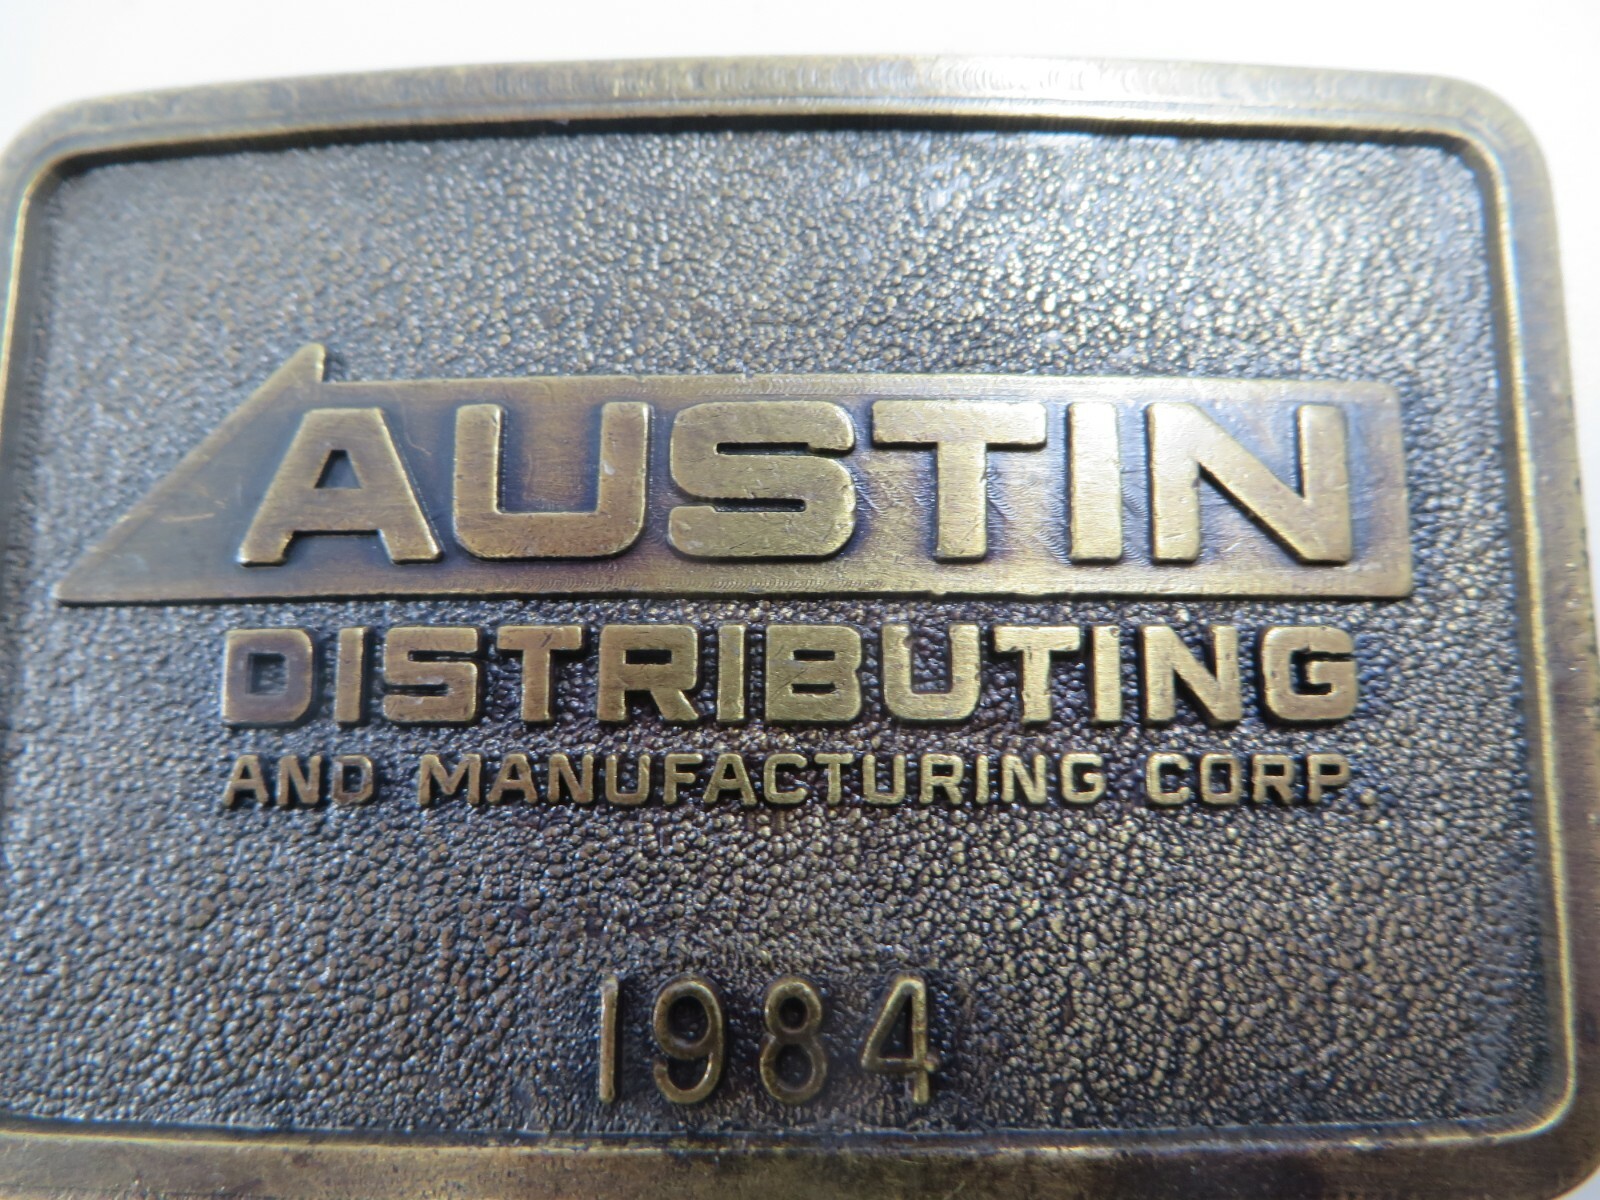 AUSTIN
DISTRIBUTING
AND MANUFACTURING CORP.
1984